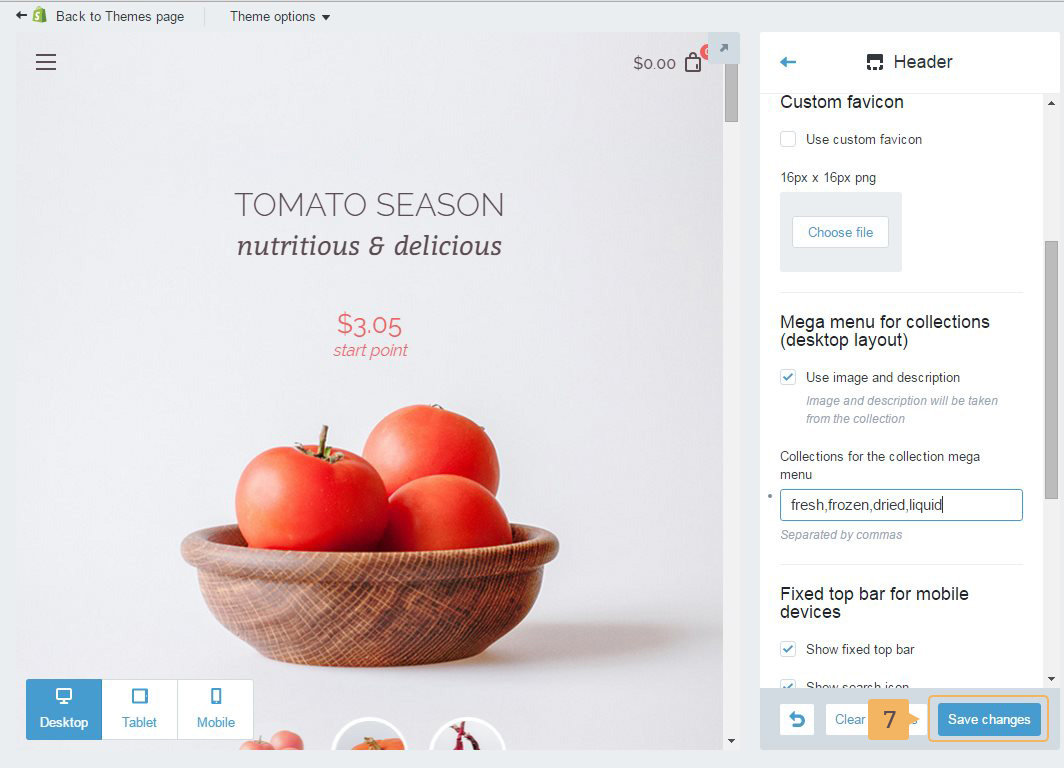 Back to Themes page
Theme options
$0.00
TOMATO SEASON
nutritious & delicious
$3.05
start point
Desktop
Tablet
Mobile
Header
Custom favicon
Use custom favicon
16px x 16px png
Choose file
Mega menu for collections
(desktop layout)
Use image and description
Image and description will be taken
from the collection
Collections for the collection mega
menu
fresh,frozen,dried,liquid
Separated by commas
Fixed top bar for mobile
devices
Show fixed top bar
Show search icon
Clear
7
Save changes